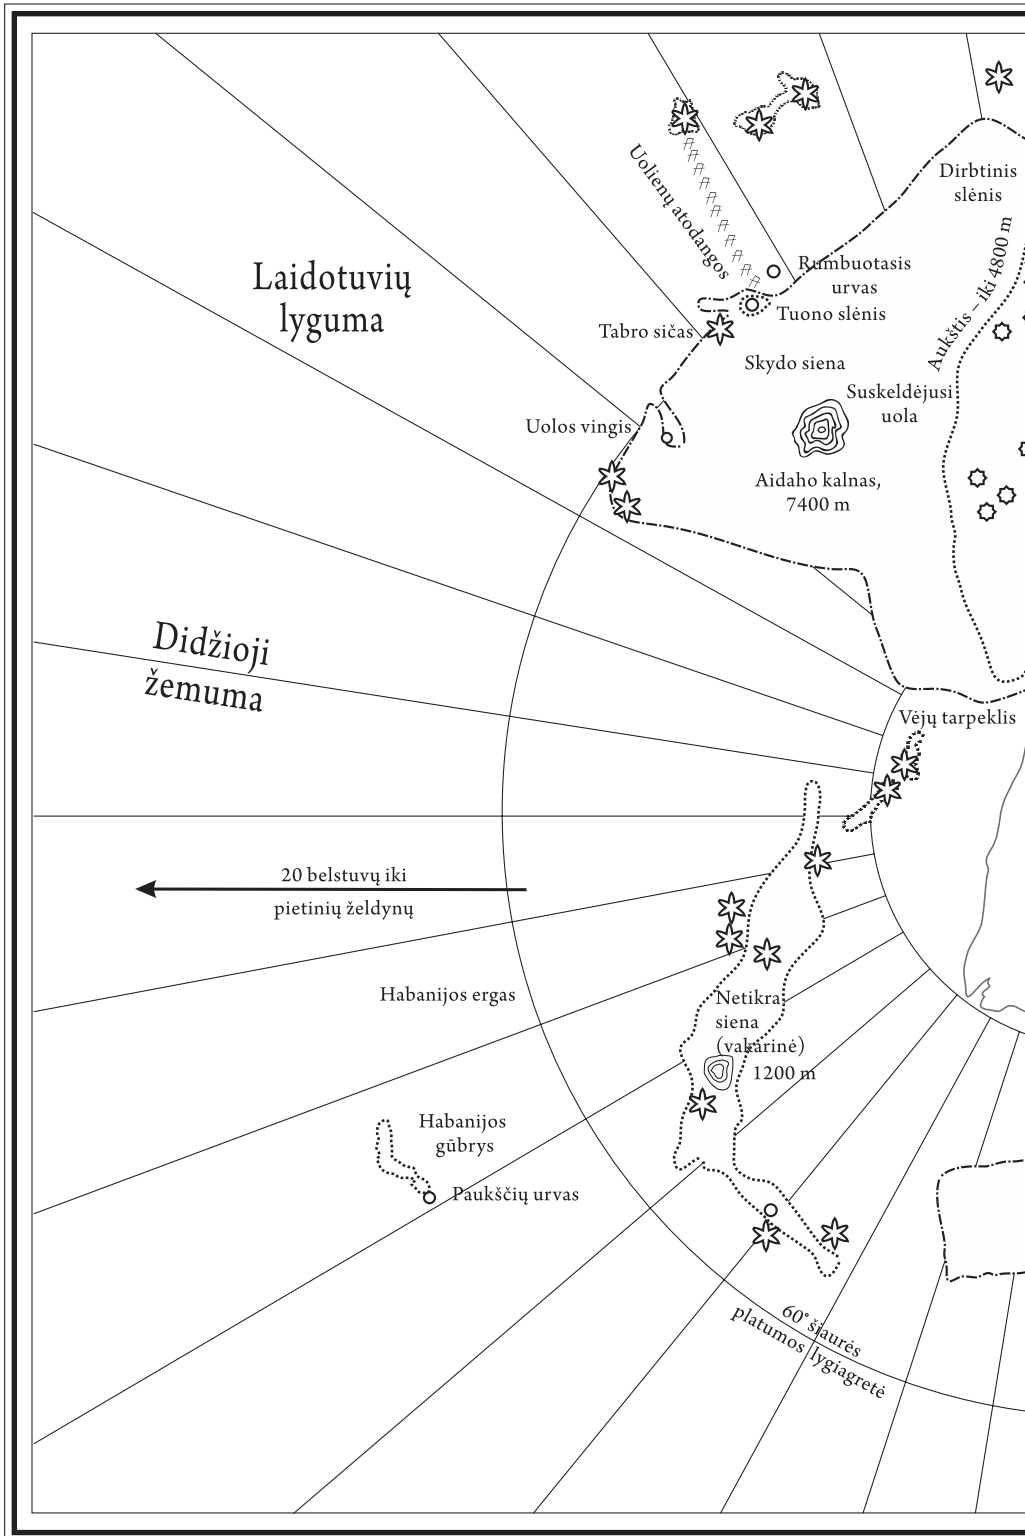 Dirbtinis
slėnis
Uolienų atodangos
Aukštis – iki 4800 m
Laidotuvių
lyguma
Rumbuotasis
urvas
Tuono slėnis
Tabro sičas
Skydo siena
Suskeldėjusi
uola
Uolos vingis
Aidaho kalnas,
7400 m
Didžioji
žemuma
Vėjų tarpeklis
20 belstuvų iki
pietinių želdynų
Habanijos ergas
Netikra
siena
(vakarinė)
1200 m
Habanijos
gūbrys
Paukščių urvas
60° šiaurės
platumos lygiagretė